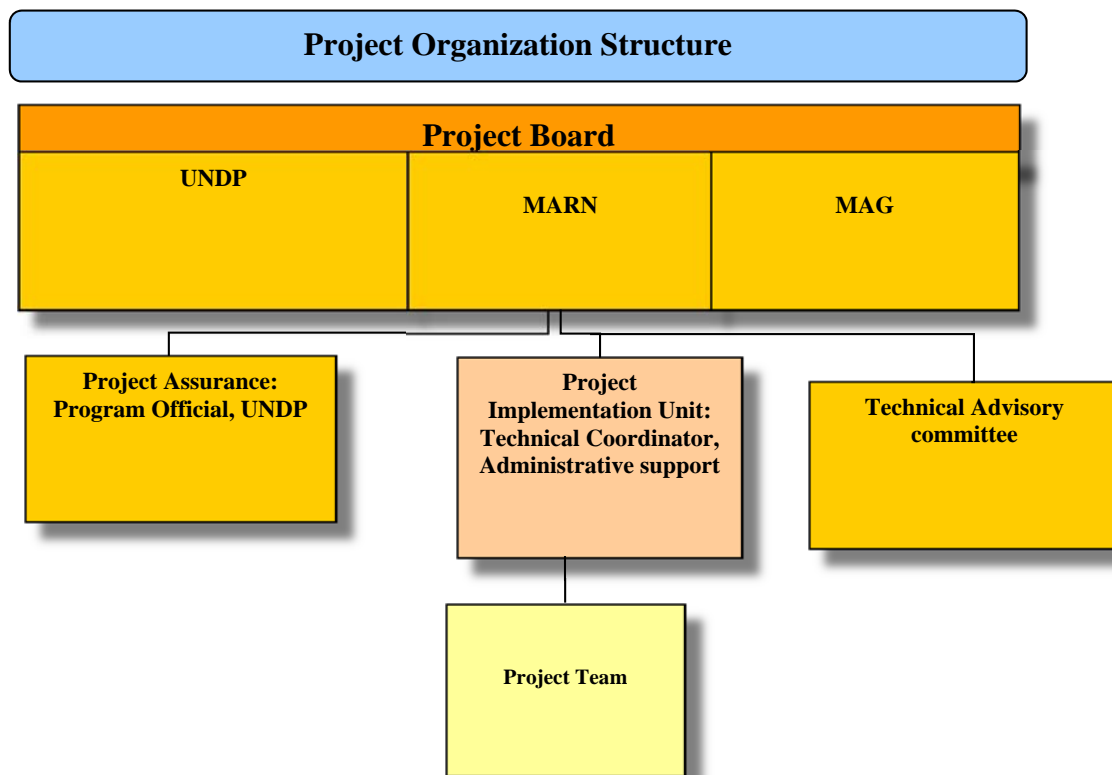 Project Organization Structure
Project Board
UNDP
MARN
MAG
Project Assurance:
Program Official, UNDP
Project
Implementation Unit:
Technical Coordinator,
Administrative support
Technical Advisory
committee
Project Team